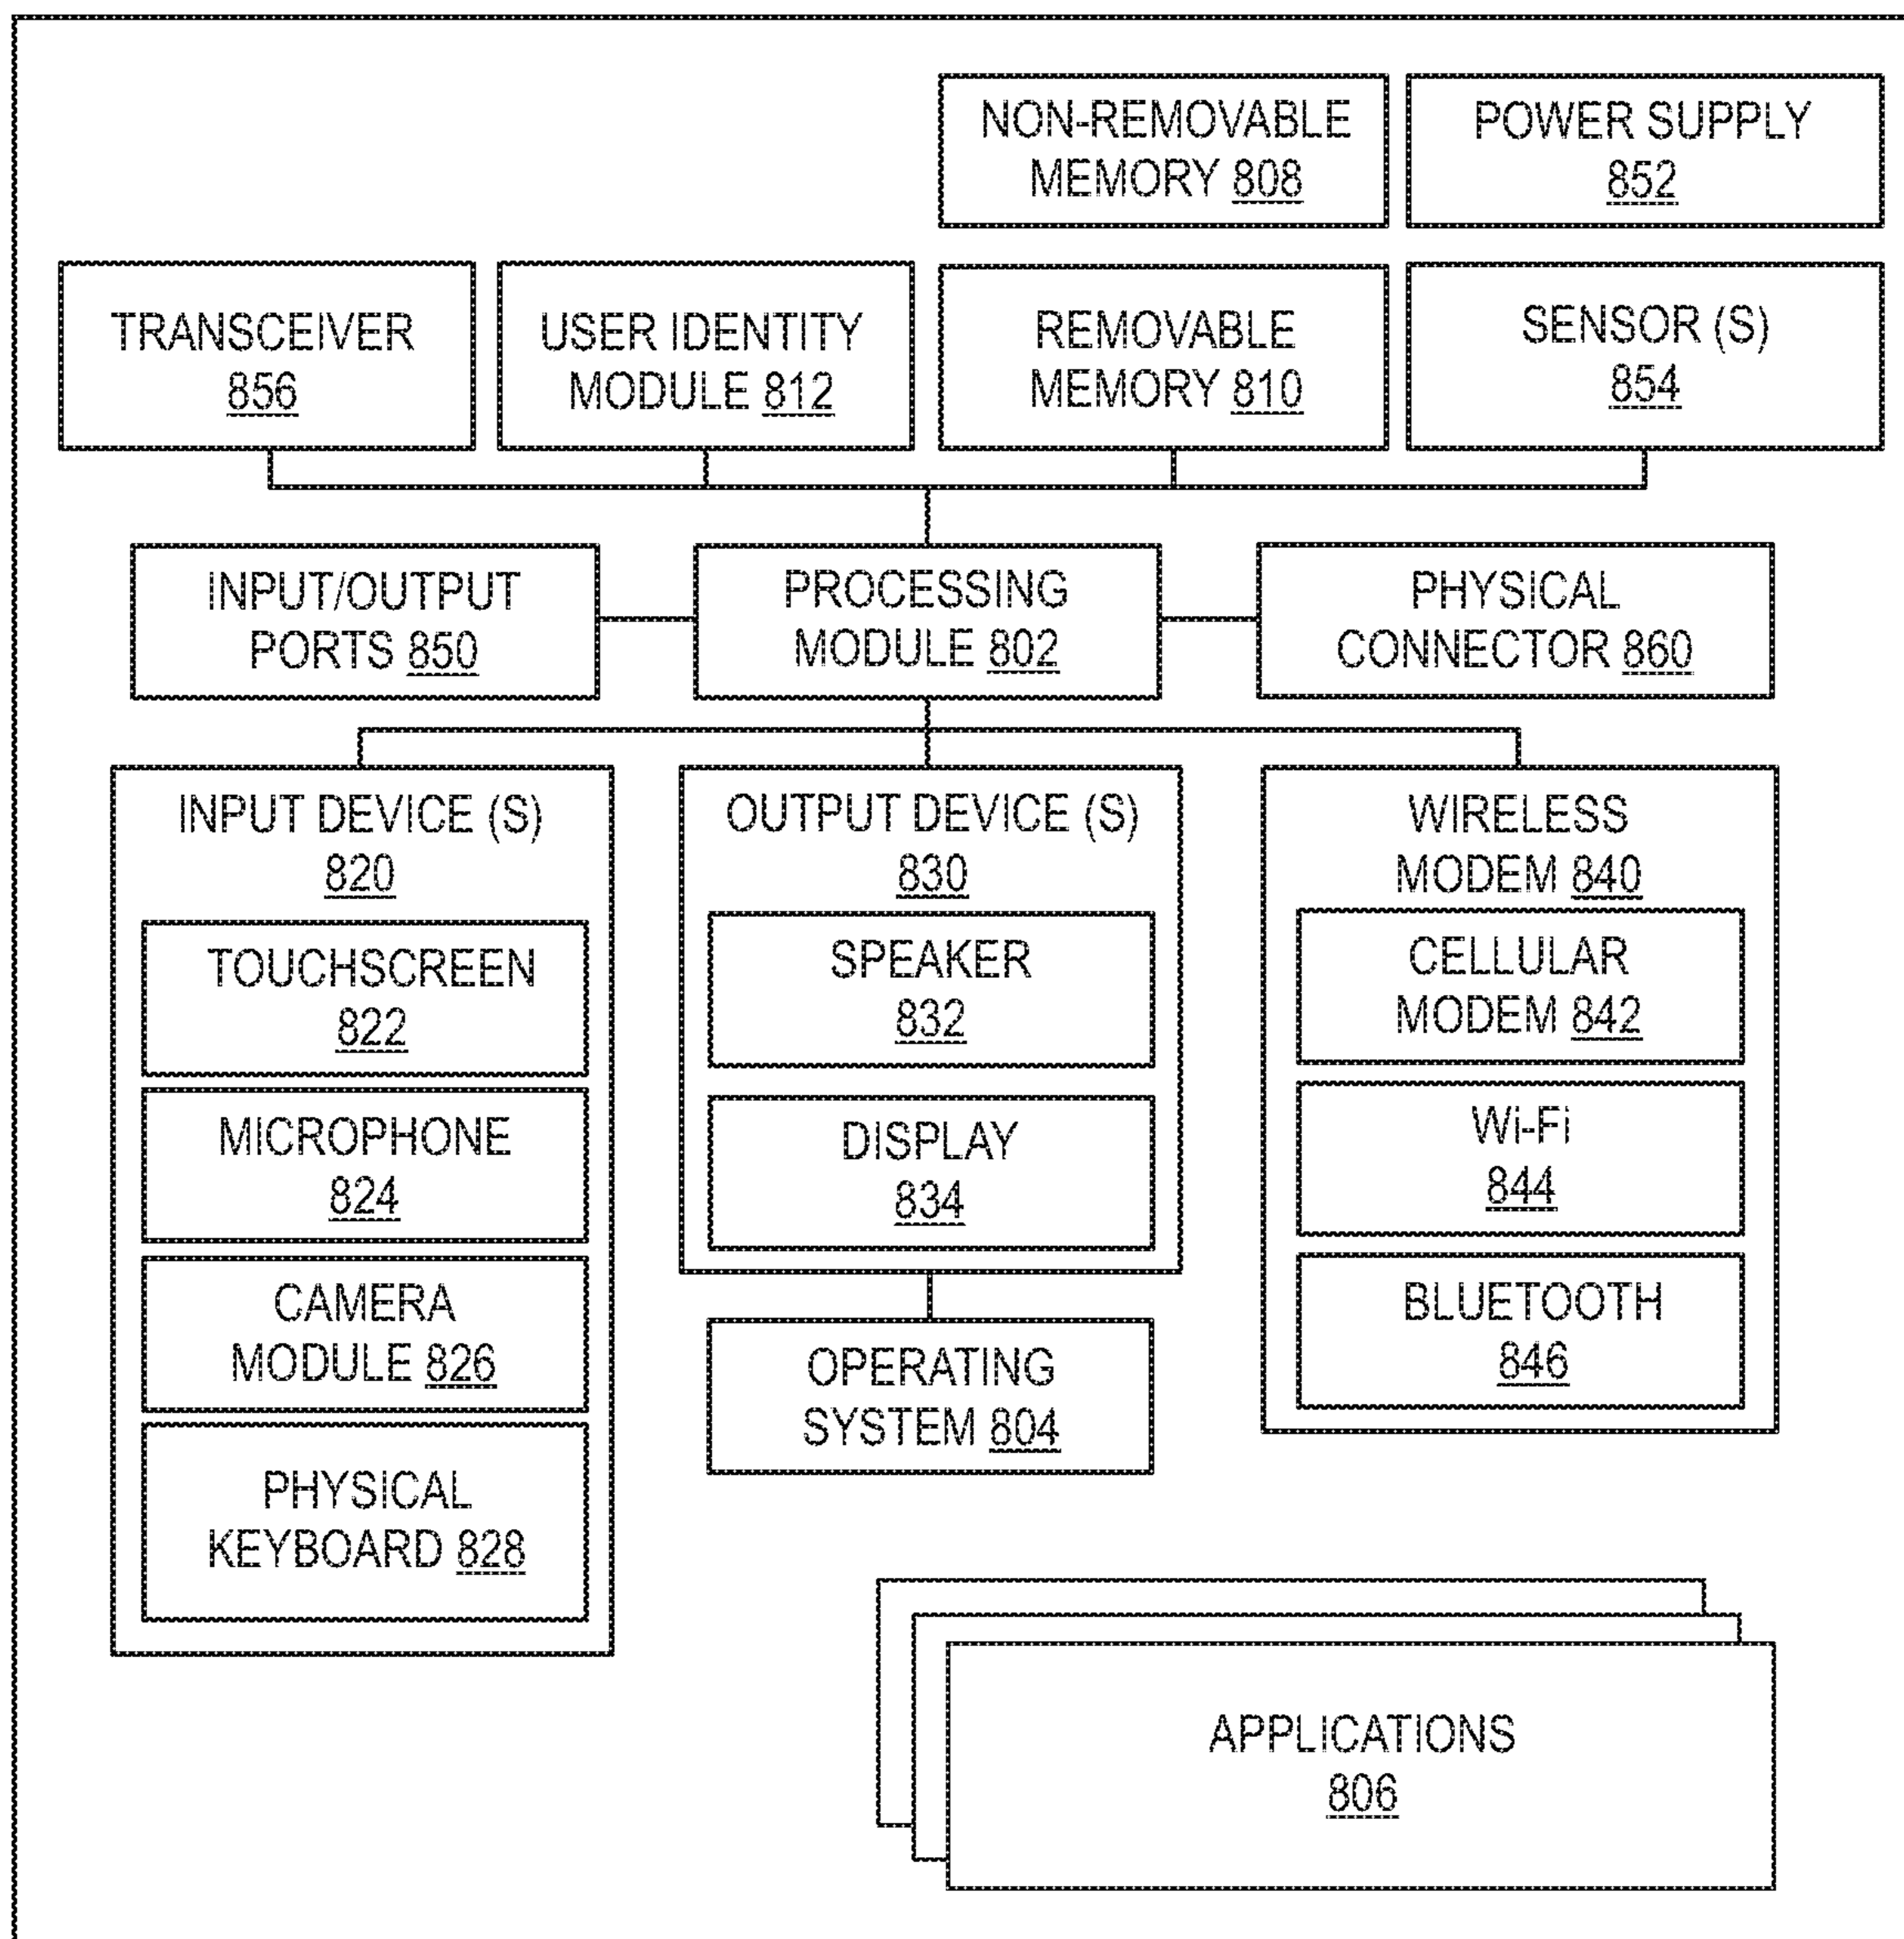 NON-REMOVABLE
MEMORY 808
POWER SUPPLY
852
TRANSCEIVER
856
USER IDENTITY
MODULE 812
REMOVABLE
MEMORY 810
SENSOR (S)
854
INPUT/OUTPUT
PORTS 850
PROCESSING
MODULE 802
PHYSICAL
CONNECTOR 860
INPUT DEVICE (S)
820
TOUCHSCREEN
822
MICROPHONE
824
CAMERA
MODULE 826
PHYSICAL
KEYBOARD 828
OUTPUT DEVICE (S)
830
SPEAKER
832
DISPLAY
834
OPERATING
SYSTEM 804
WIRELESS
MODEM 840
CELLULAR
MODEM 842
Wi-Fi
844
BLUETOOTH
846
APPLICATIONS
806